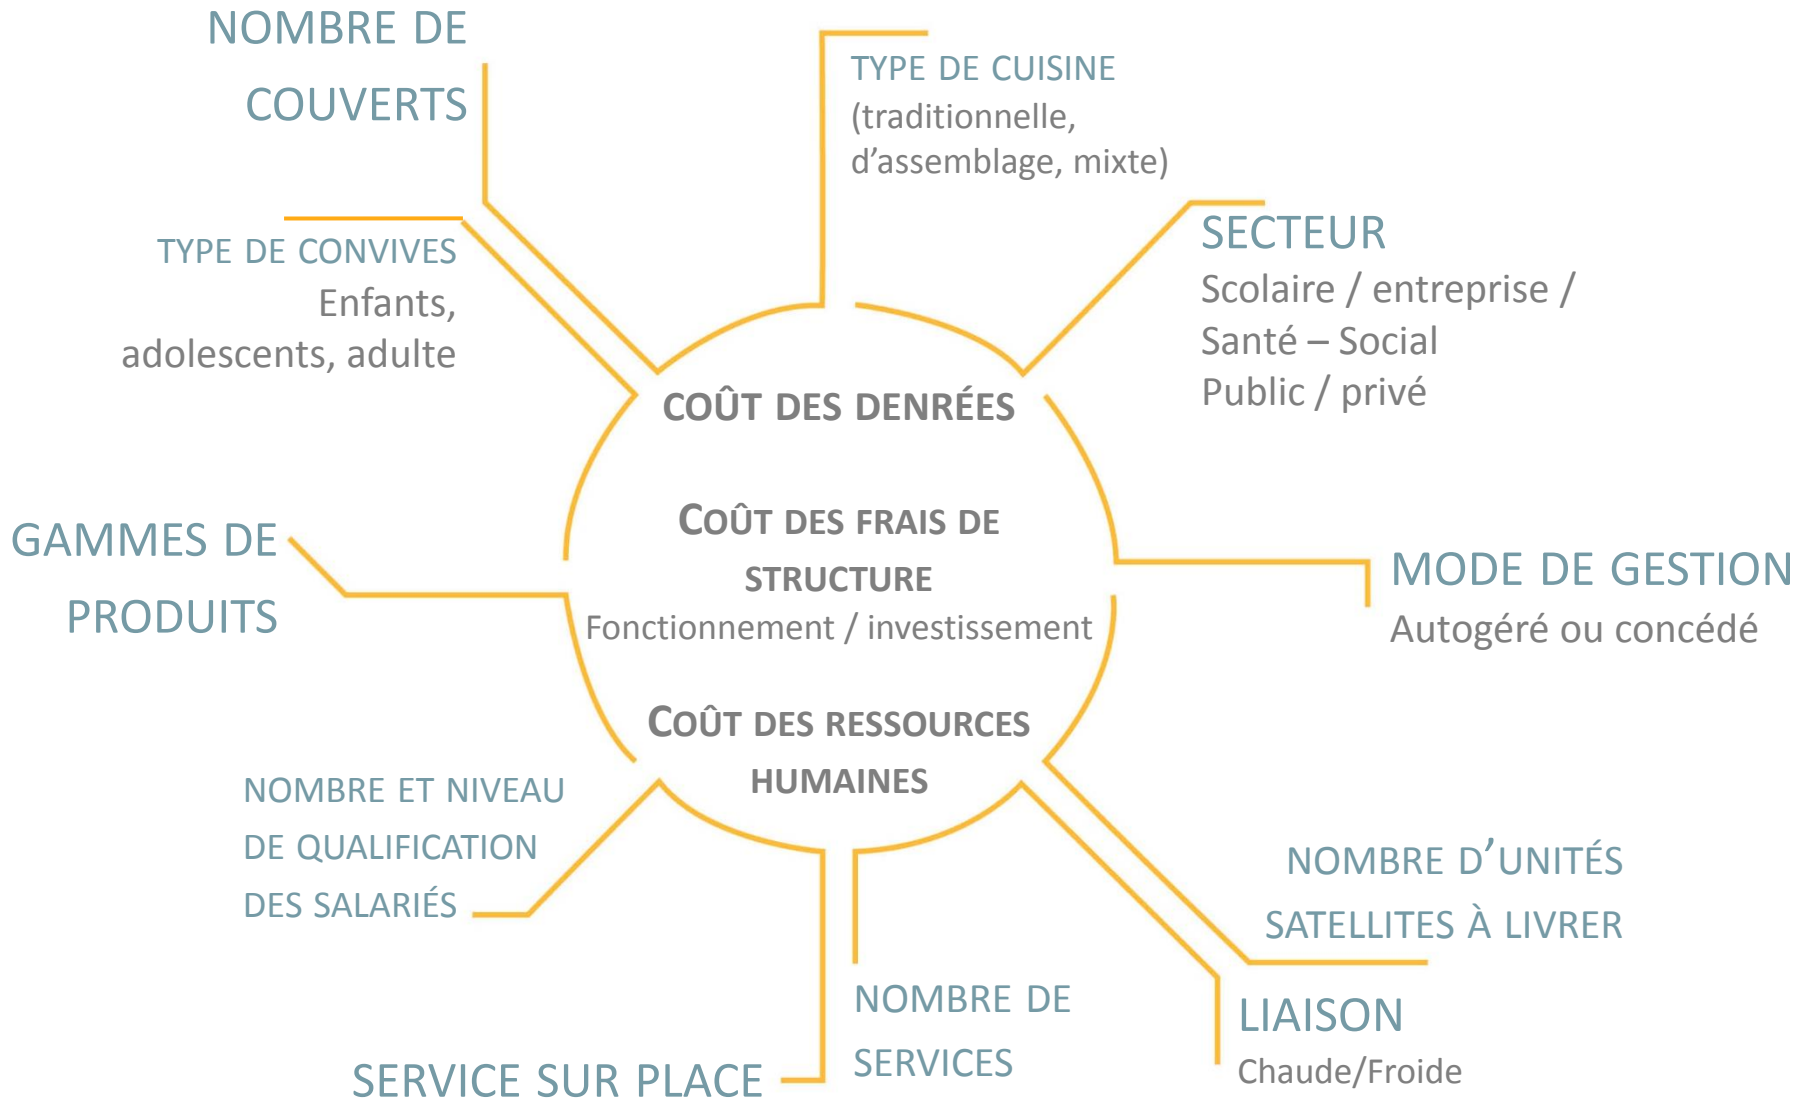 NOMBRE DE
COUVERTS
TYPE DE CUISINE
(traditionnelle,
d’assemblage, mixte)
TYPE DE CONVIVES
Enfants,
adolescents, adulte
SECTEUR
Scolaire / entreprise /
Santé – Social
Public / privé
COÛT DES DENRÉES
COÛT DES FRAIS DE
STRUCTURE
Fonctionnement / investissement
COÛT DES RESSOURCES
HUMAINES
GAMMES DE
PRODUITS
MODE DE GESTION
Autogéré ou concédé
NOMBRE ET NIVEAU
DE QUALIFICATION
DES SALARIÉS
NOMBRE D’UNITÉS
SATELLITES À LIVRER
SERVICE SUR PLACE
NOMBRE DE
SERVICES
LIAISON
Chaude/Froide